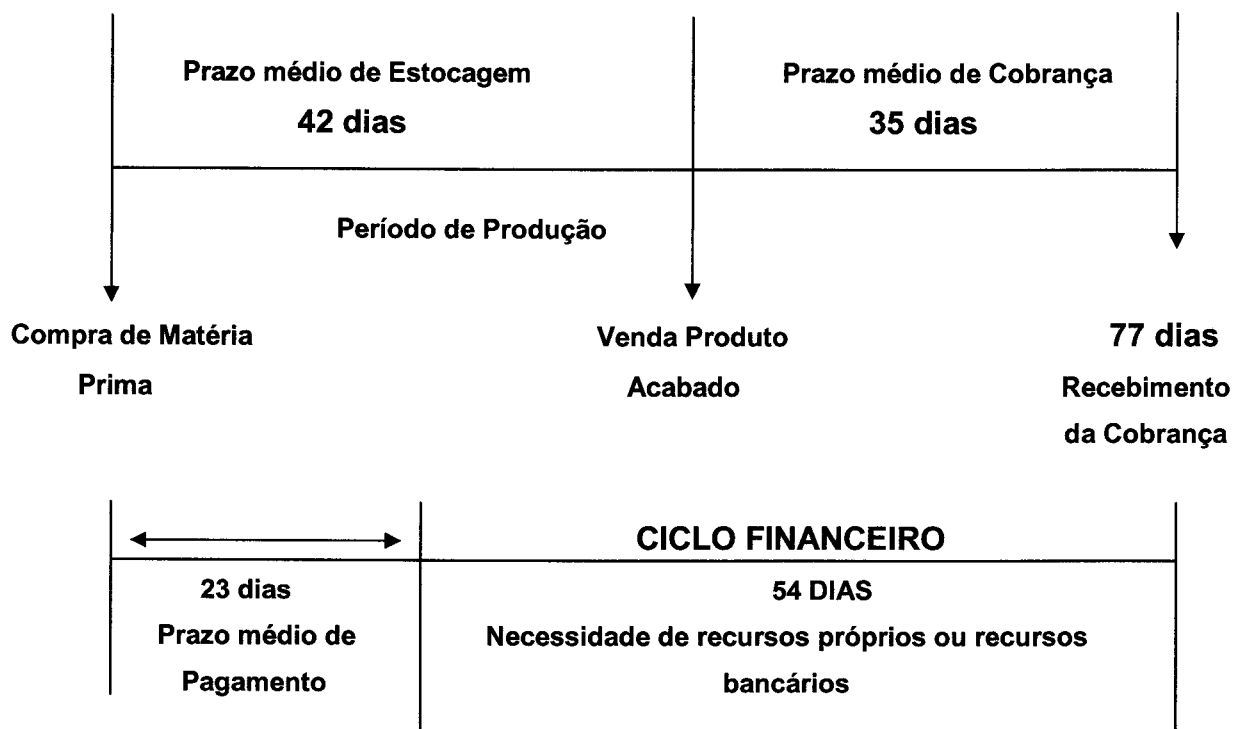 Prazo médio de Estocagem
42 dias
Prazo médio de Cobrança
35 dias
Período de Produção
Compra de Matéria
Prima
Venda Produto
Acabado
77 dias
Recebimento
da Cobrança
23 dias
Prazo médio de
Pagamento
CICLO FINANCEIRO
54 DIAS
Necessidade de recursos próprios ou recursos
bancários